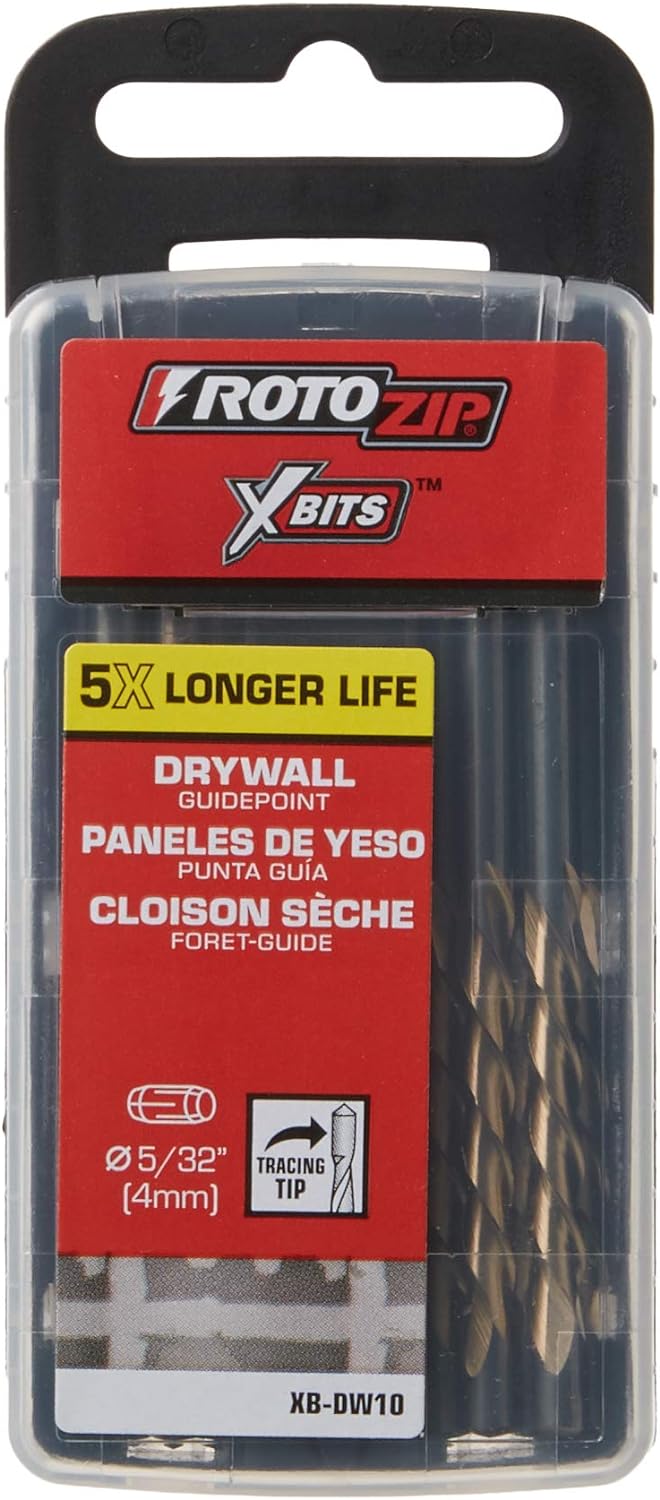 ROTOZIP®
XBITS™
5X LONGER LIFE
DRYWALL
GUIDEPOINT
PANELES DE YESO
PUNTA GUÍA
CLOISON SÈCHE
FORET-GUIDE
Ø 5/32"
(4mm)
TRACING
TIP
XB-DW10